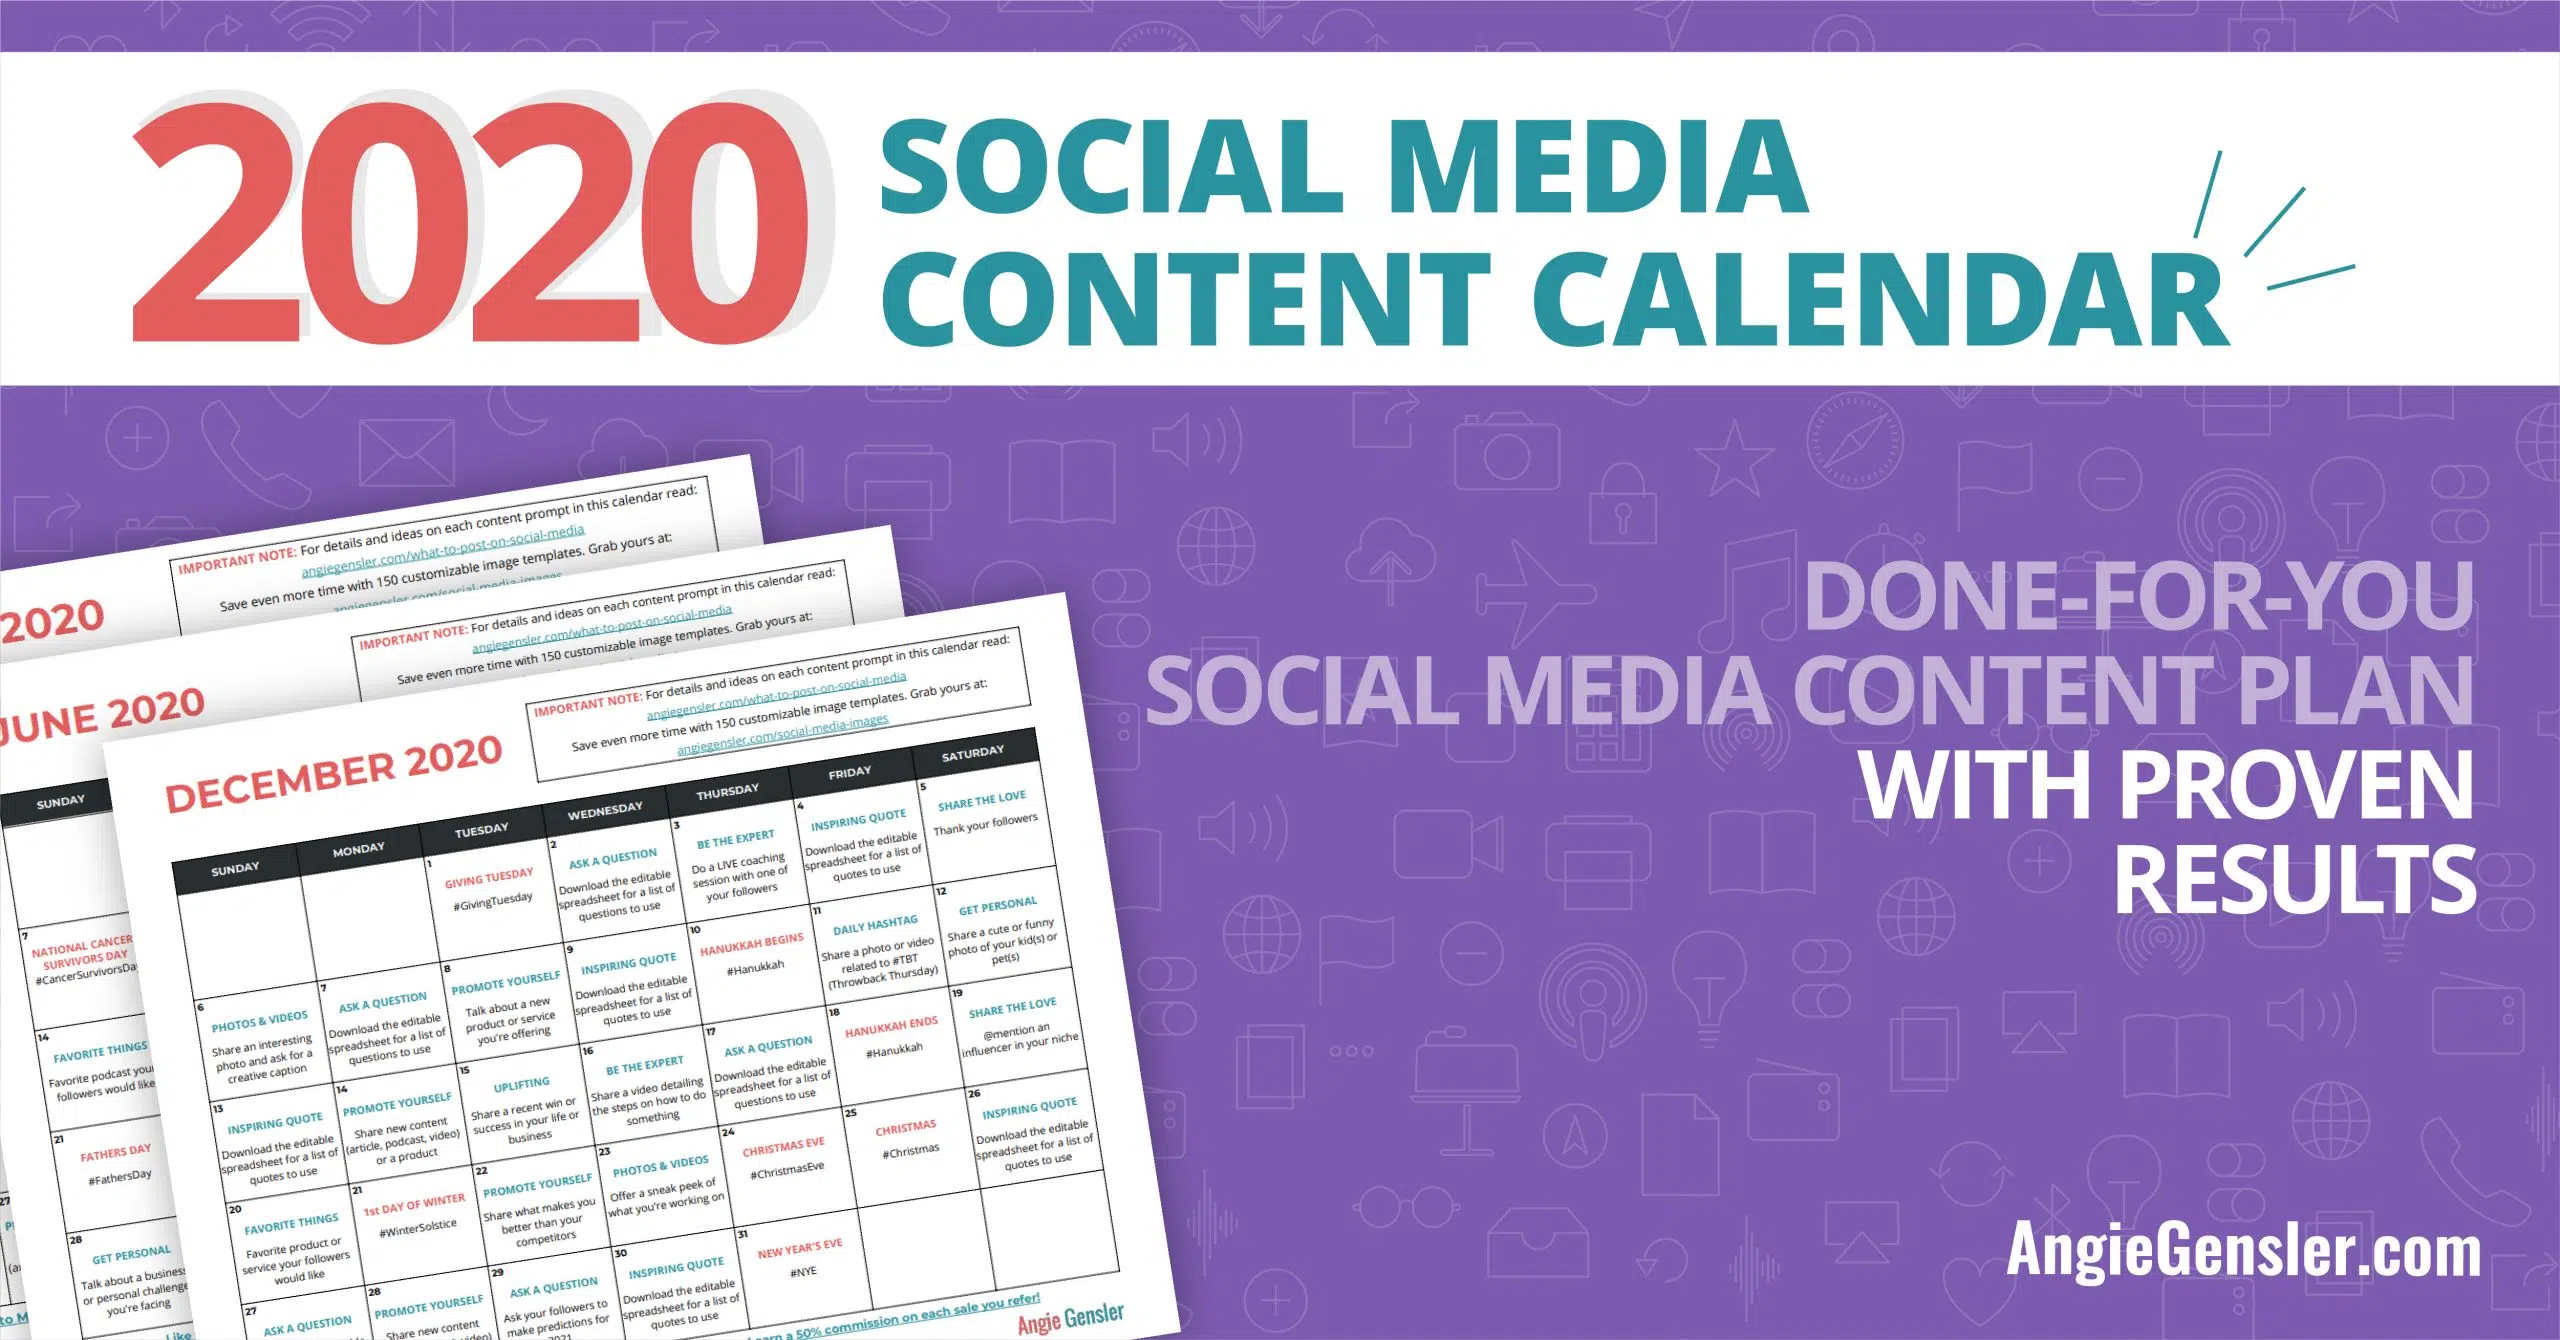 2020
SOCIAL MEDIA
CONTENT CALENDAR
DONE-FOR-YOU
SOCIAL MEDIA CONTENT PLAN
WITH PROVEN
RESULTS
AngieGensler.com
2020
IMPORTANT NOTE: For details and ideas on each content prompt in this calendar read:
angiegensler.com/what-to-post-on-social-media
Save even more time with 150 customizable image templates. Grab yours at:
angiegensler.com/social-media-images
JUNE 2020
IMPORTANT NOTE: For details and ideas on each content prompt in this calendar read:
angiegensler.com/what-to-post-on-social-media
Save even more time with 150 customizable image templates. Grab yours at:
SUNDAY
7
NATIONAL CANCER
SURVIVORS DAY
14
FAVORITE THINGS
Favorite podcast your
followers would like
21
FATHERS DAY
#FathersDay
27
28
GET PERSONAL
Talk about a business
or personal challenge
you're facing
Like
DECEMBER 2020
IMPORTANT NOTE: For details and ideas on each content prompt in this calendar read:
angiegensler.com/what-to-post-on-social-media
Save even more time with 150 customizable image templates. Grab yours at:
angiegensler.com/social-media-images
SUNDAY MONDAY TUESDAY WEDNESDAY THURSDAY FRIDAY SATURDAY
1
GIVING TUESDAY
#GivingTuesday
2
ASK A QUESTION
Download the editable
spreadsheet for a list of
questions to use
3
BE THE EXPERT
Do a LIVE coaching
session with one of
your followers
4
INSPIRING QUOTE
Download the editable
spreadsheet for a list of
quotes to use
5
SHARE THE LOVE
Thank your followers
6
PHOTOS & VIDEOS
Share an interesting
photo and ask for a
creative caption
7
ASK A QUESTION
Download the editable
spreadsheet for a list of
questions to use
8
PROMOTE YOURSELF
Talk about a new
product or service
you're offering
9
INSPIRING QUOTE
Download the editable
spreadsheet for a list of
quotes to use
10
HANUKKAH BEGINS
#Hanukkah
11
DAILY HASHTAG
Share a photo or video
related to #TBT
(Throwback Thursday)
12
GET PERSONAL
Share a cute or funny
photo of your kid(s) or
pet(s)
13
INSPIRING QUOTE
Download the editable
spreadsheet for a list of
quotes to use
14
PROMOTE YOURSELF
Share new content
(article, podcast, video)
or a product
15
UPLIFTING
Share a recent win or
success in your life or
business
16
BE THE EXPERT
Share a video detailing
the steps on how to do
something
17
ASK A QUESTION
Download the editable
spreadsheet for a list of
questions to use
18
HANUKKAH ENDS
#Hanukkah
19
SHARE THE LOVE
@mention an
influencer in your niche
20
FAVORITE THINGS
Favorite product or
service your followers
would like
21
1st DAY OF WINTER
#WinterSolstice
22
PROMOTE YOURSELF
Share what makes you
better than your
competitors
23
PHOTOS & VIDEOS
Offer a sneak peek of
what you're working on
24
CHRISTMAS EVE
#ChristmasEve
25
CHRISTMAS
#Christmas
26
INSPIRING QUOTE
Download the editable
spreadsheet for a list of
quotes to use
27
ASK A QUESTION
28
PROMOTE YOURSELF
Share new content
29
ASK A QUESTION
Ask your followers to
make predictions for
2021
30
INSPIRING QUOTE
Download the editable
spreadsheet for a list of
quotes to use
31
NEW YEAR'S EVE
#NYE
a 50% commission on each sale you refer!
Angie Gensler